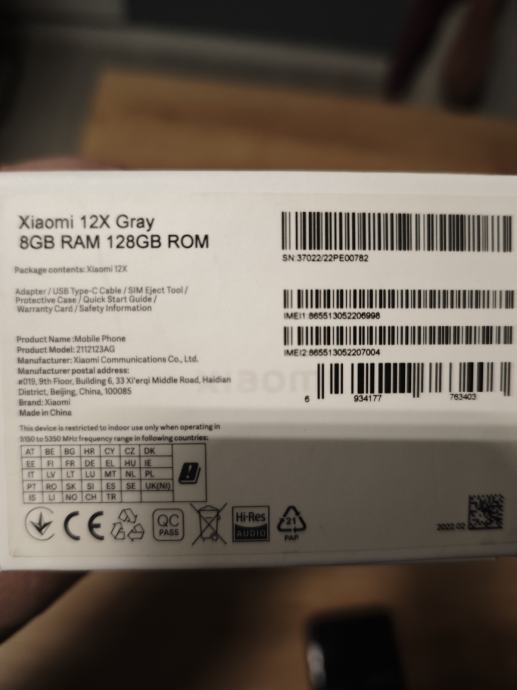 Xiaomi 12X Gray
8GB RAM 128GB ROM
Package contents: Xiaomi 12X
Adapter / USB Type-C Cable / SIM Eject Tool /
Protective Case / Quick Start Guide /
Warranty Card / Safety Information
Product Name :Mobile Phone
Product Model: 2112123AG
Manufacturer: Xiaomi Communications Co., Ltd.
Manufacturer postal address:
#019, 9th Floor, Building 6, 33 Xi'erqi Middle Road, Haidian
District, Beijing, China, 100085
Brand: Xiaomi
Made in China
This device is restricted to indoor use only when operating in
5150 to 5350 MHz frequency range in following countries:
AT BE BG HR CY CZ DK
EE FI FR DE EL HU IE
IT LV LT LU MT NL PL
PT RO SK SI ES SE UK(NI)
IS LI NO CH TR
CE
QC
PASS
Hi-Res
AUDIO
21
PAP
SN:37022/22PE00782
IMEI1:865513052206998
IMEI2:865513052207004
6 934177 763403
2022.02